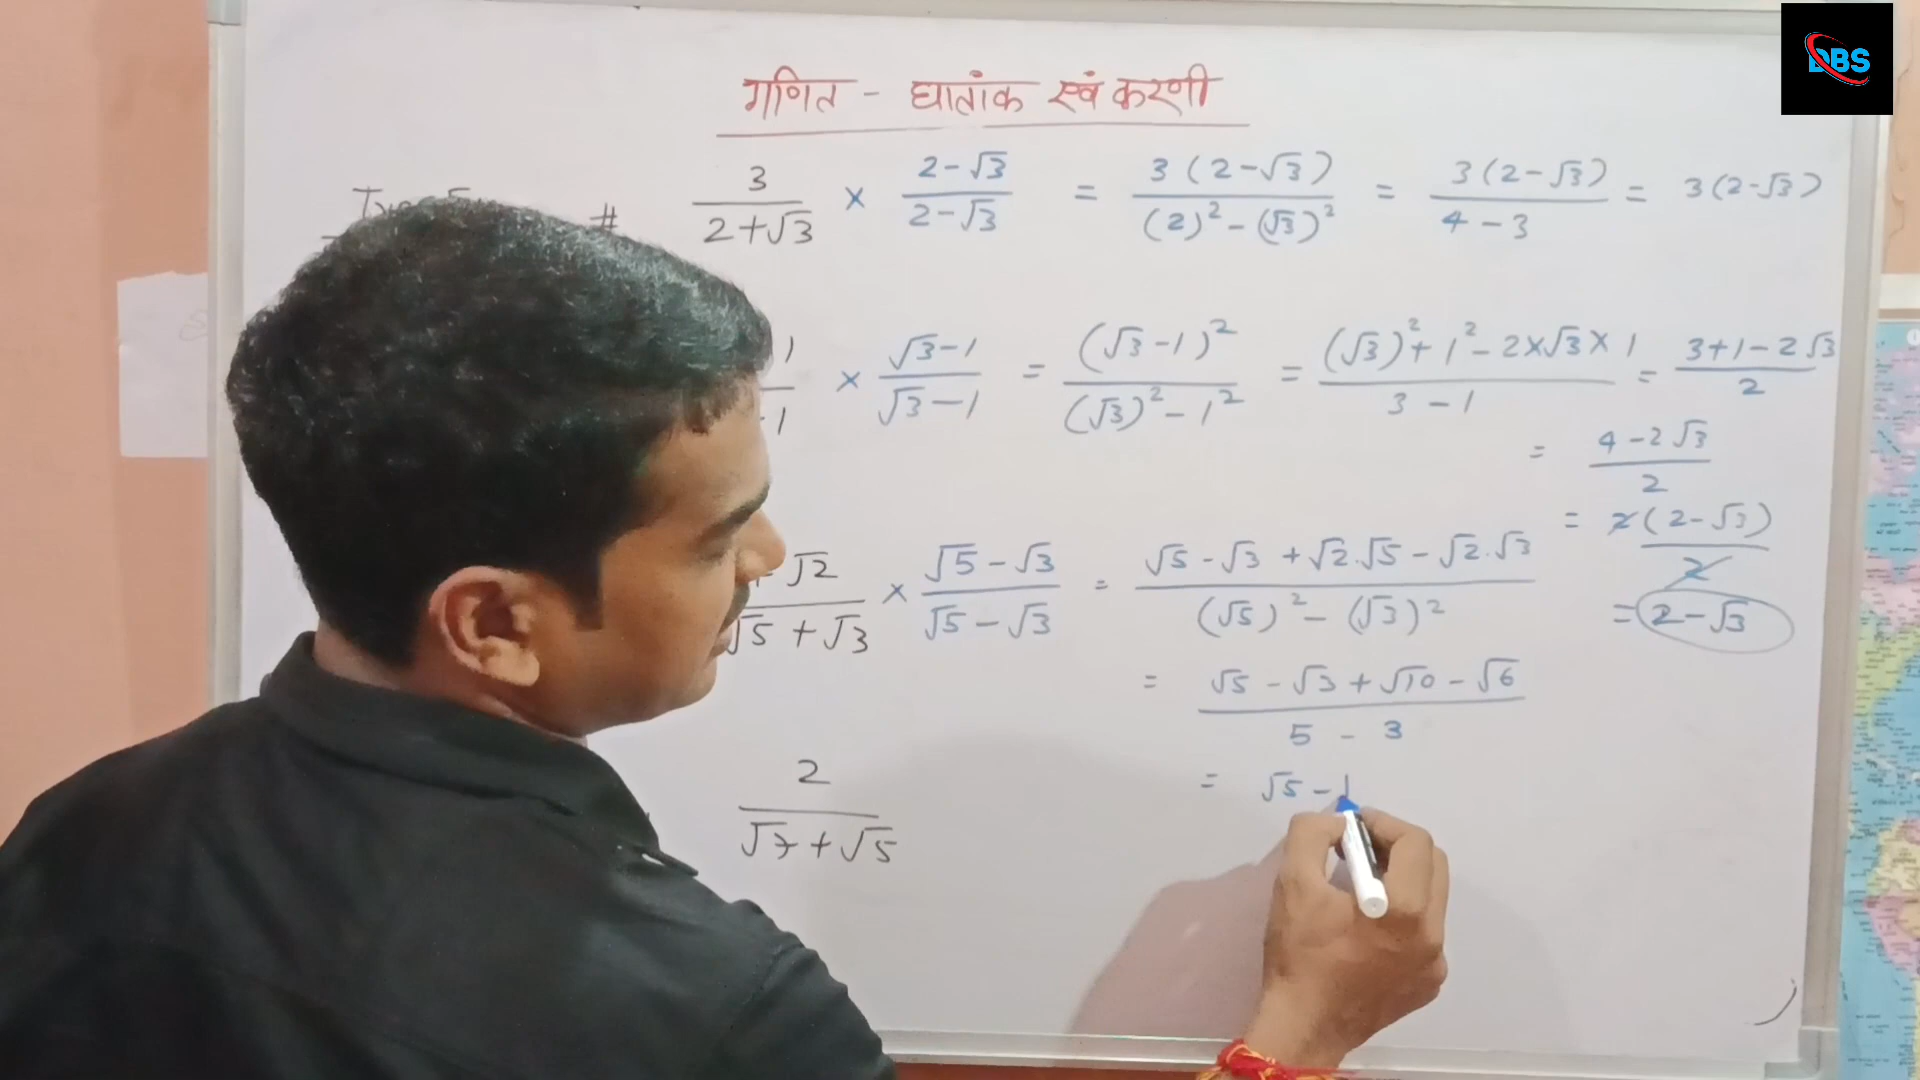 DBS
गणित - घातांक एवं करणी
# 3/(2+√3) × (2-√3)/(2-√3) = 3(2-√3)/((2)²-(√3)²) = 3(2-√3)/(4-3) = 3(2-√3)
1/-1 × (√3-1)/(√3-1) = (√3-1)²/((√3)²-1²) = ((√3)²+1²-2×√3×1)/(3-1) = (3+1-2√3)/2
= (4-2√3)/2
= 2(2-√3)/2
√2/(√5+√3) × (√5-√3)/(√5-√3) = (√5-√3+√2.√5-√2.√3)/((√5)²-(√3)²)
= 2-√3
= (√5-√3+√10-√6)/(5-3)
= √5-
2/(√7+√5)